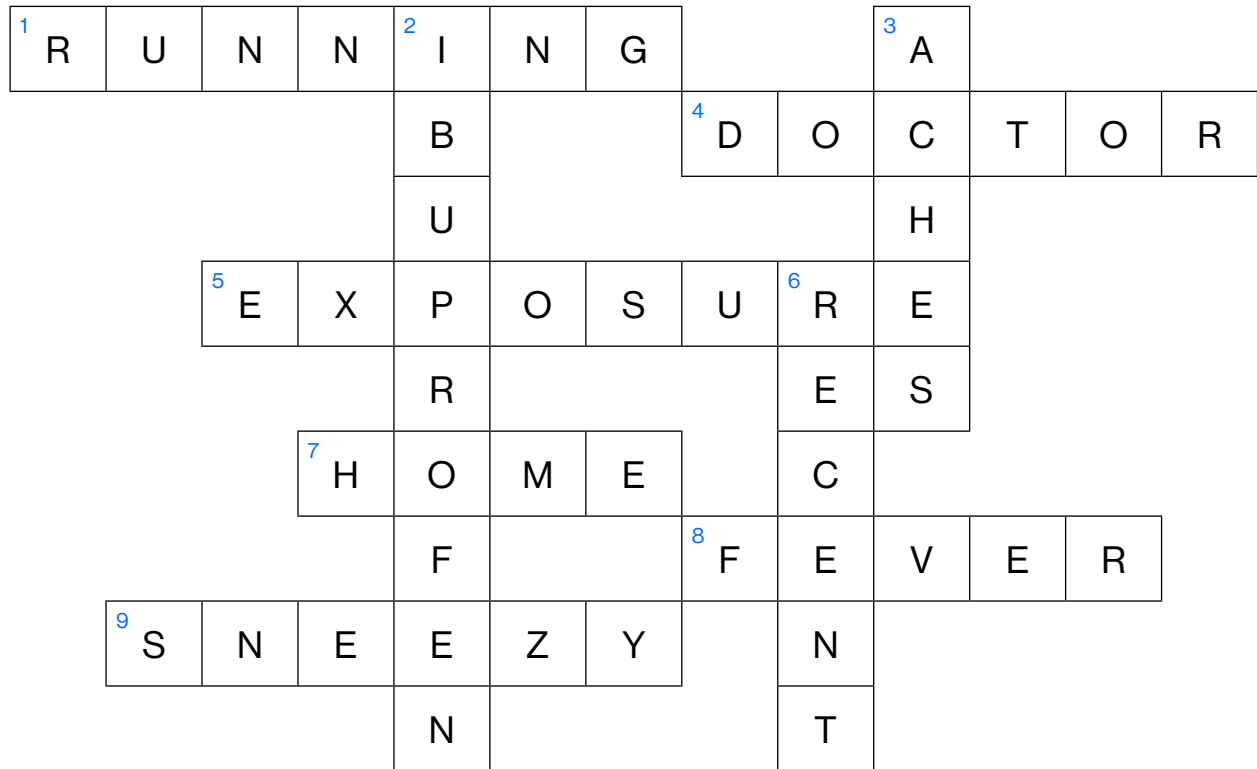 1 R U N N 2 I N G 3 A
B 4 D O C T O R
U H
5 E X P O S U 6 R E
R E S
7 H O M E C
F 8 F E V E R
9 S N E E Z Y N
N T